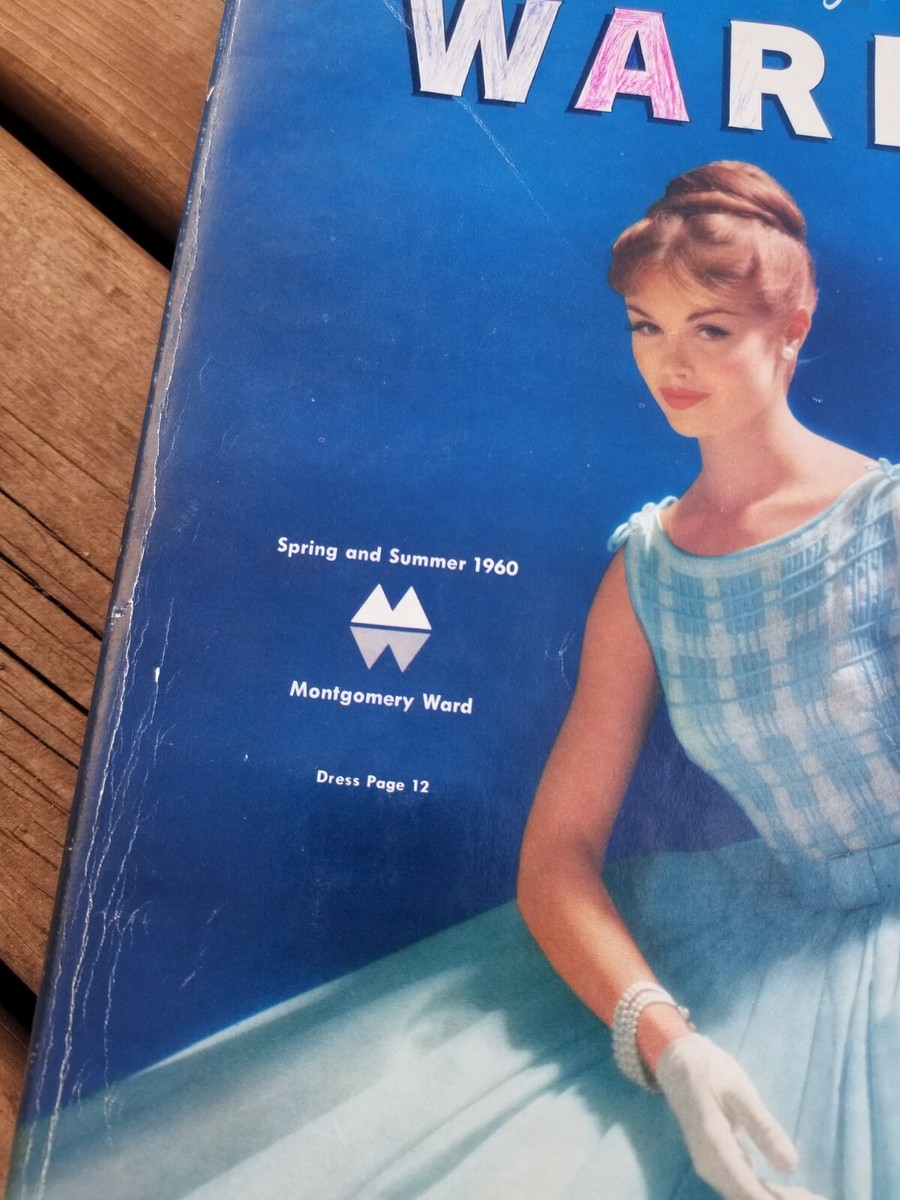 WAR
Spring and Summer 1960
Montgomery Ward
Dress Page 12